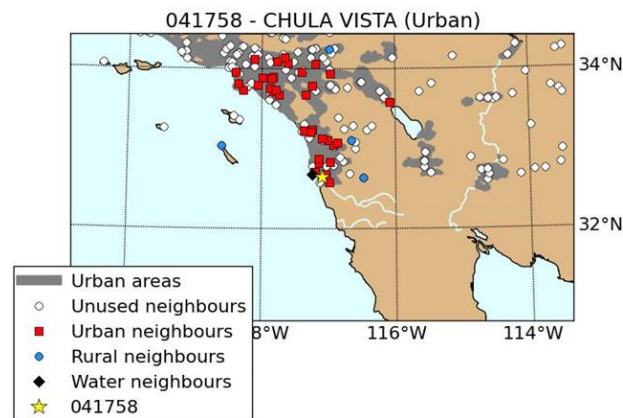 041758 - CHULA VISTA (Urban)
34°N
32°N
8°W
116°W
114°W
Urban areas
Unused neighbours
Urban neighbours
Rural neighbours
Water neighbours
041758